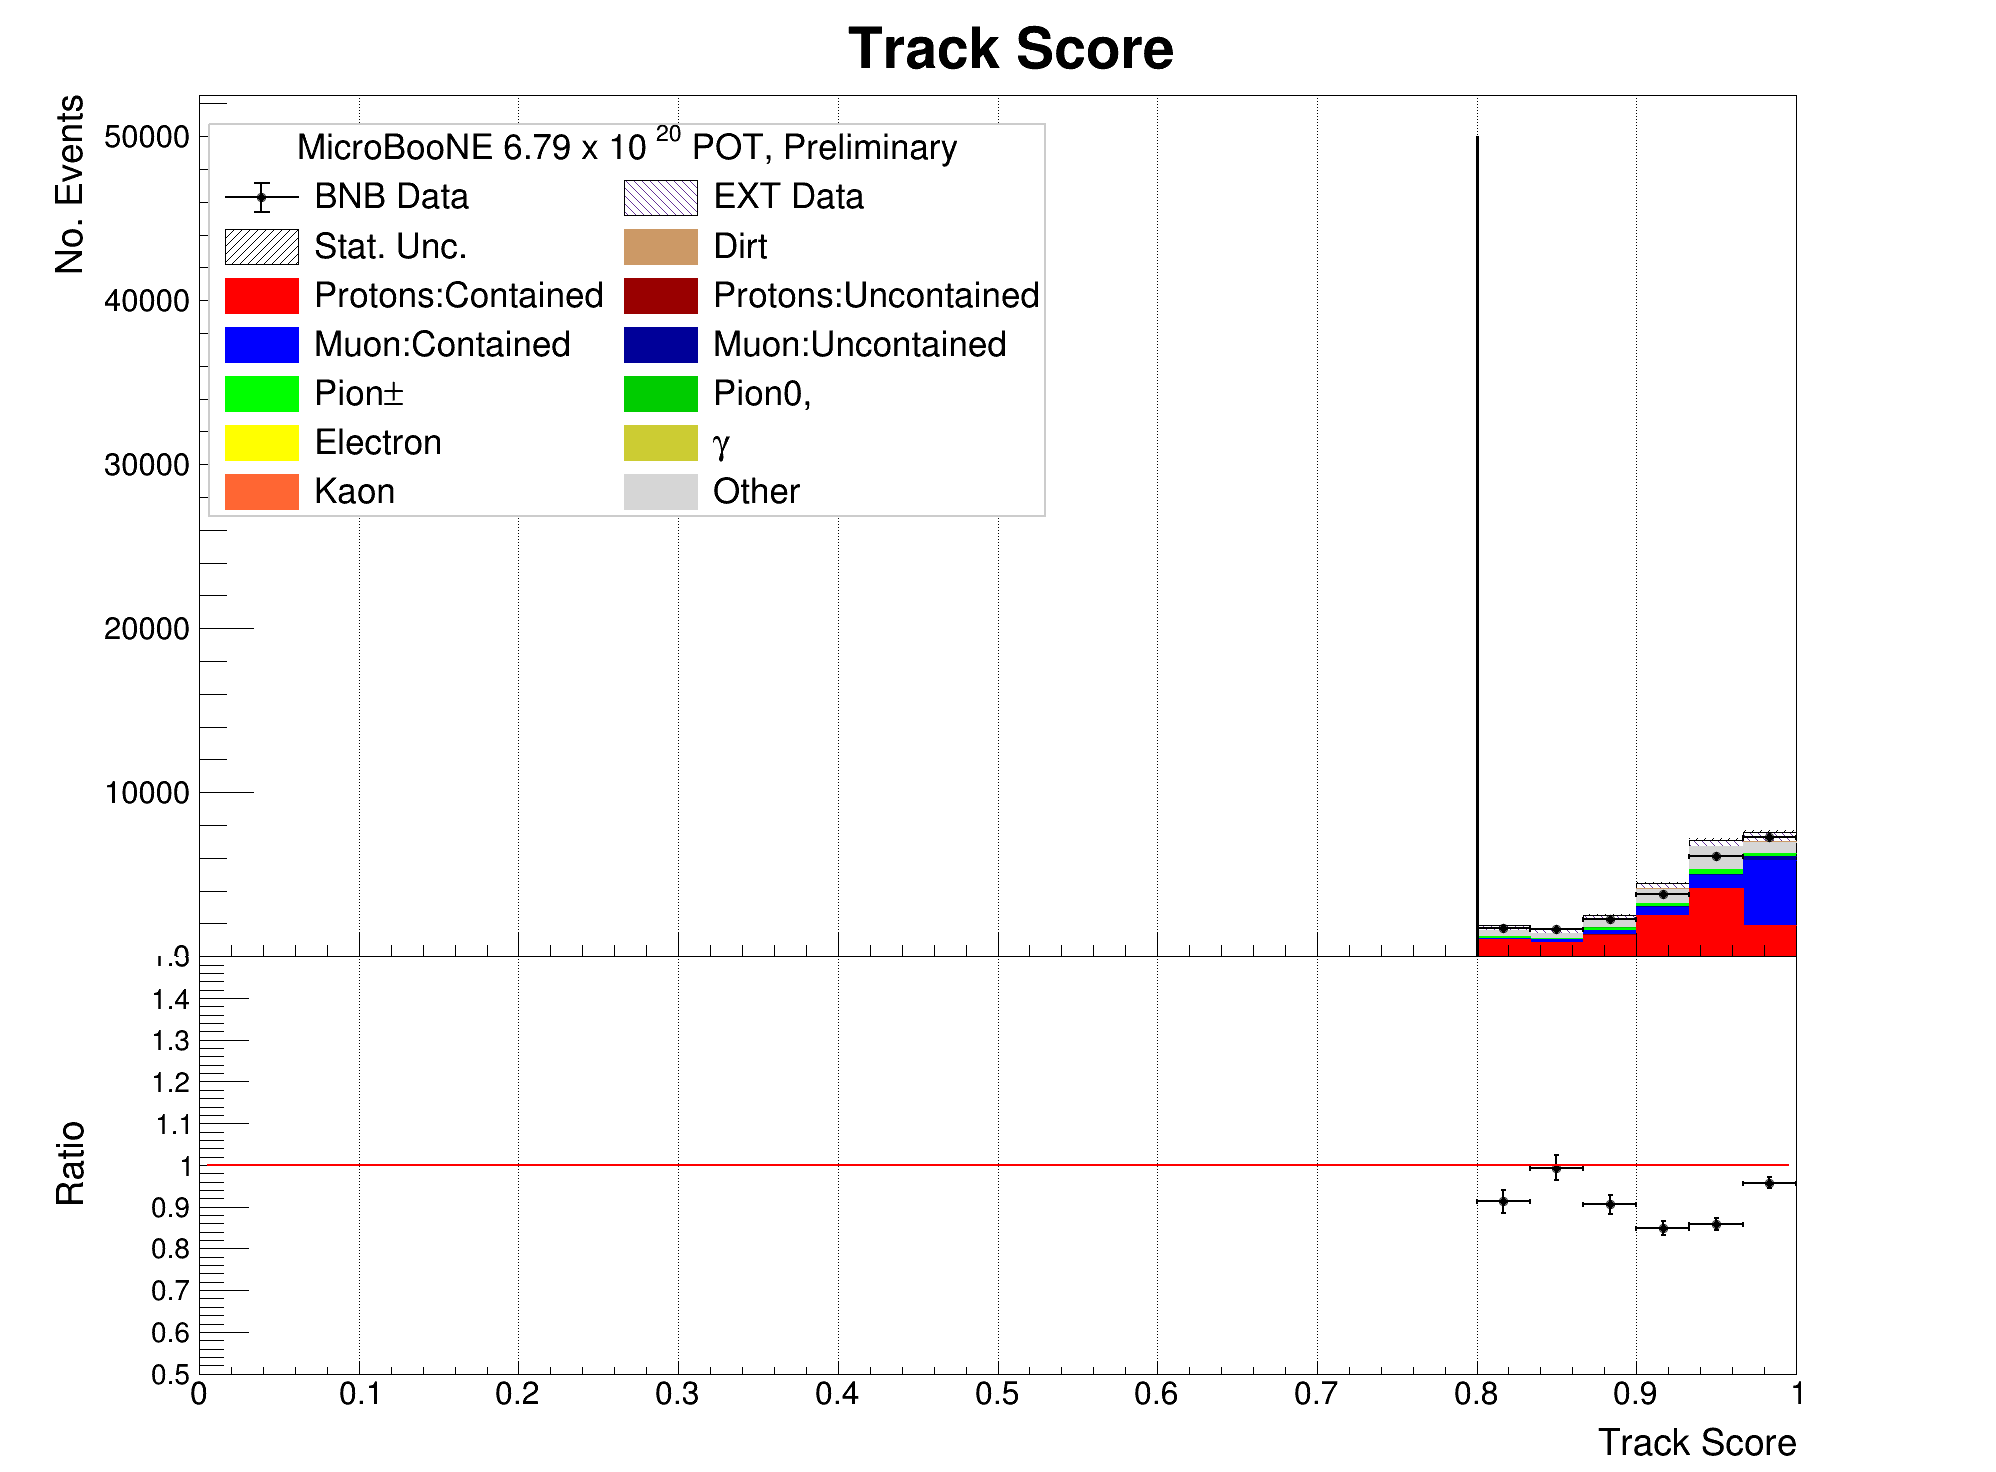 Track Score
No. Events
50000
40000
30000
20000
10000
MicroBooNE 6.79 x 10 20 POT, Preliminary
BNB Data
EXT Data
Stat. Unc.
Dirt
Protons:Contained
Protons:Uncontained
Muon:Contained
Muon:Uncontained
Pion±
Pion0,
Electron
γ
Kaon
Other
Ratio
1.4
1.3
1.2
1.1
1
0.9
0.8
0.7
0.6
0.5
0 0.1 0.2 0.3 0.4 0.5 0.6 0.7 0.8 0.9 1
Track Score